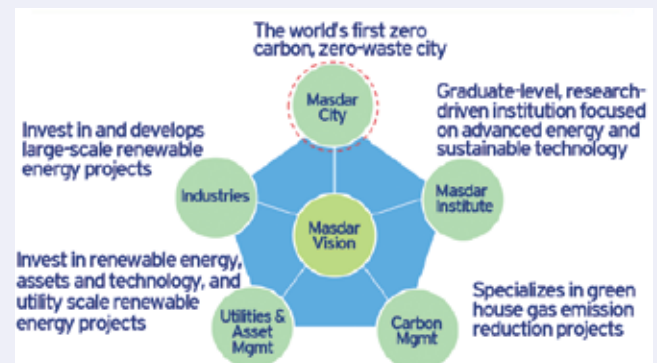 The world's first zero
carbon, zero-waste city
Masdar
City
Graduate-level, research-
driven institution focused
on advanced energy and
sustainable technology
Invest in and develops
large-scale renewable
energy projects
Industries
Masdar
Institute
Masdar
Vision
Invest in renewable energy,
assets and technology, and
utility scale renewable
energy projects
Utilities &
Asset
Mgmt
Carbon
Mgmt
Specializes in green
house gas emission
reduction projects